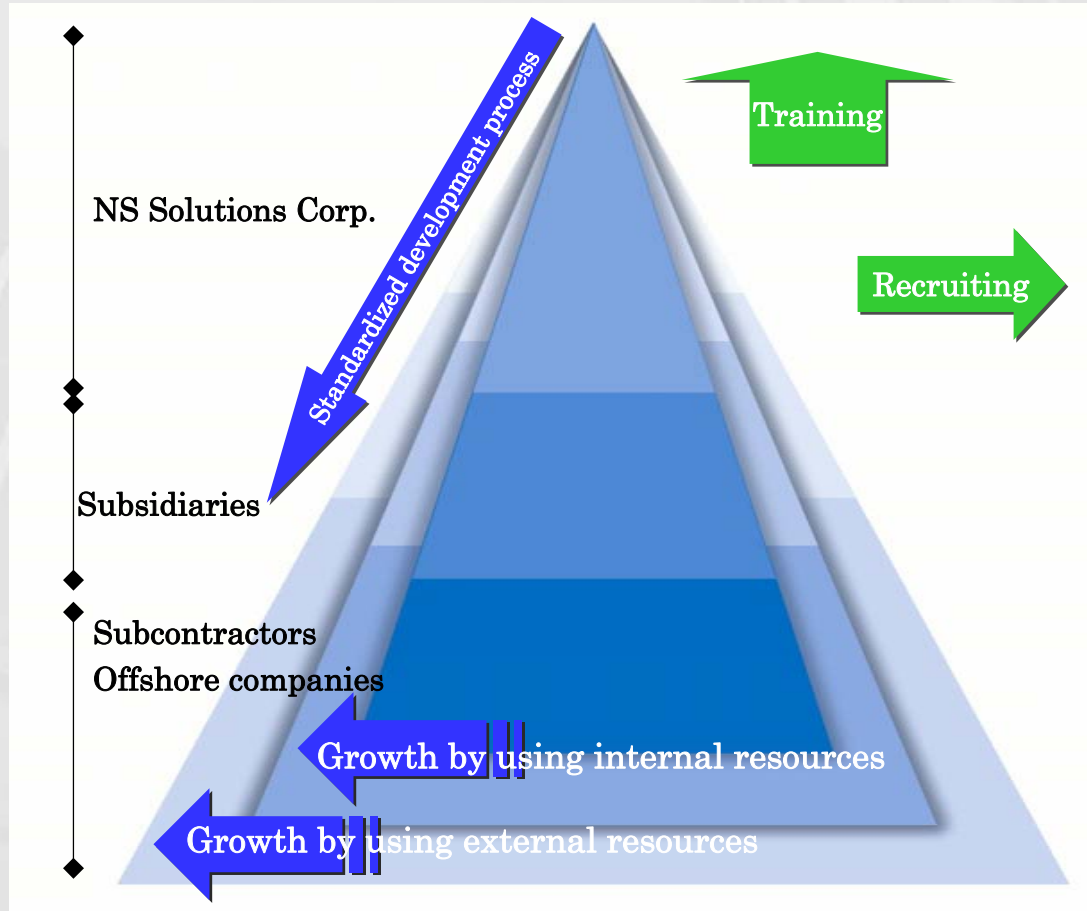 Standardized development process
Training
NS Solutions Corp.
Recruiting
Subsidiaries
Subcontractors
Offshore companies
Growth by using internal resources
Growth by using external resources